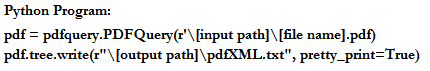 Python Program:
pdf = pdfquery.PDFQuery(r'\[input path]\[file name].pdf)
pdf.tree.write(r"\[output path]\pdfXML.txt", pretty_print=True)